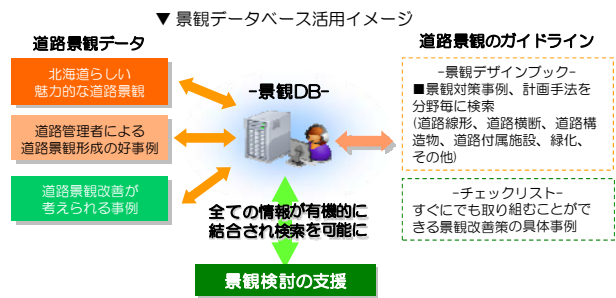 ▼ 景観データベース活用イメージ
道路景観データ
北海道らしい
魅力的な道路景観
道路管理者による
道路景観形成の好事例
道路景観改善が
考えられる事例
-景観DB-
全ての情報が有機的に
結合され検索を可能に
景観検討の支援
道路景観のガイドライン
-景観デザインブック-
■景観対策事例、計画手法を
分野毎に検索
(道路線形、道路横断、道路構
造物、道路付属施設、緑化、
その他)
-チェックリスト-
すぐにでも取り組むことがで
きる景観改善策の具体事例